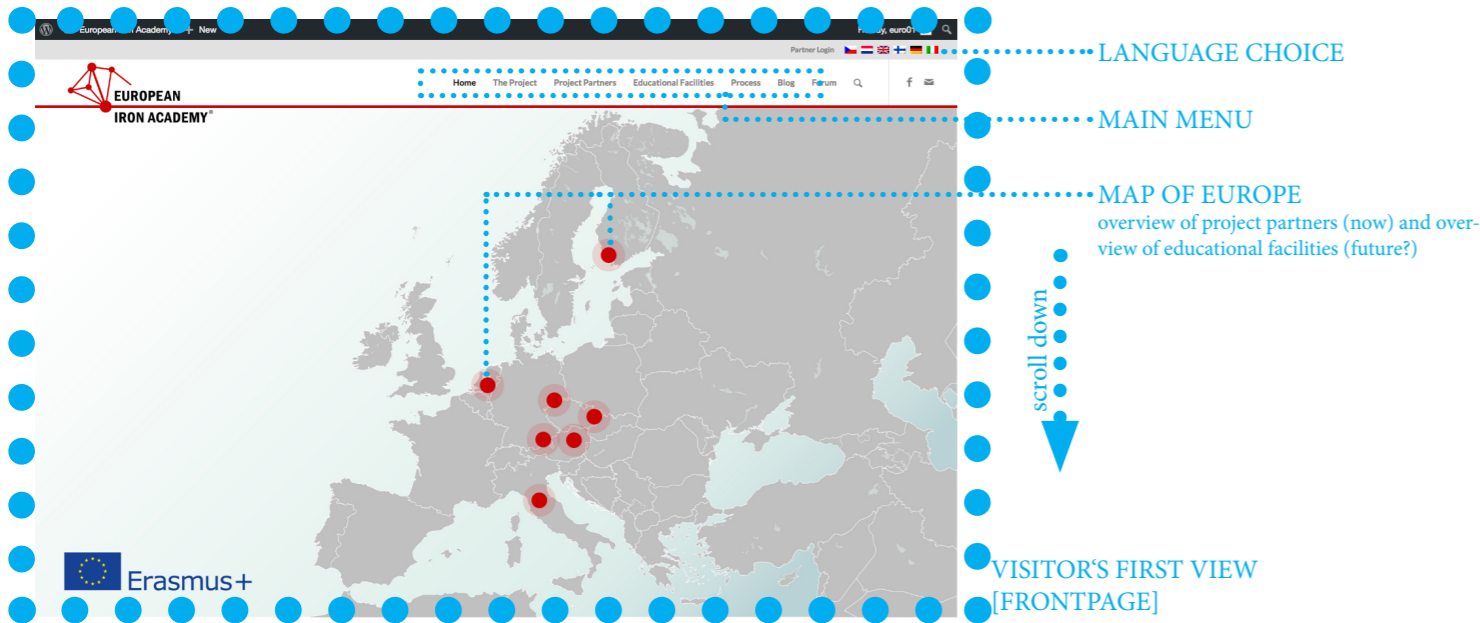 European Academy + New
euro01
Partner Login
LANGUAGE CHOICE
EUROPEAN
IRON ACADEMY®
Home The Project Project Partners Educational Facilities Process Blog Forum
MAIN MENU
MAP OF EUROPE
overview of project partners (now) and over-
view of educational facilities (future?)
scroll down
Erasmus+
VISITOR‘S FIRST VIEW
[FRONTPAGE]